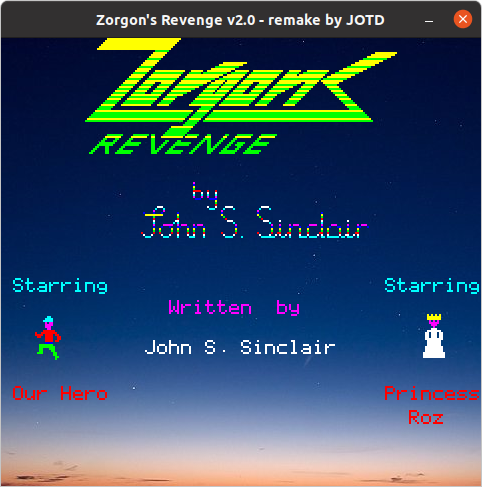 Zorgon's Revenge v2.0 - remake by JOTD
Zorgon's
REVENGE
by
John S. Sinclair
Starring
Starring
Written by
John S. Sinclair
Our Hero
Princess
Roz